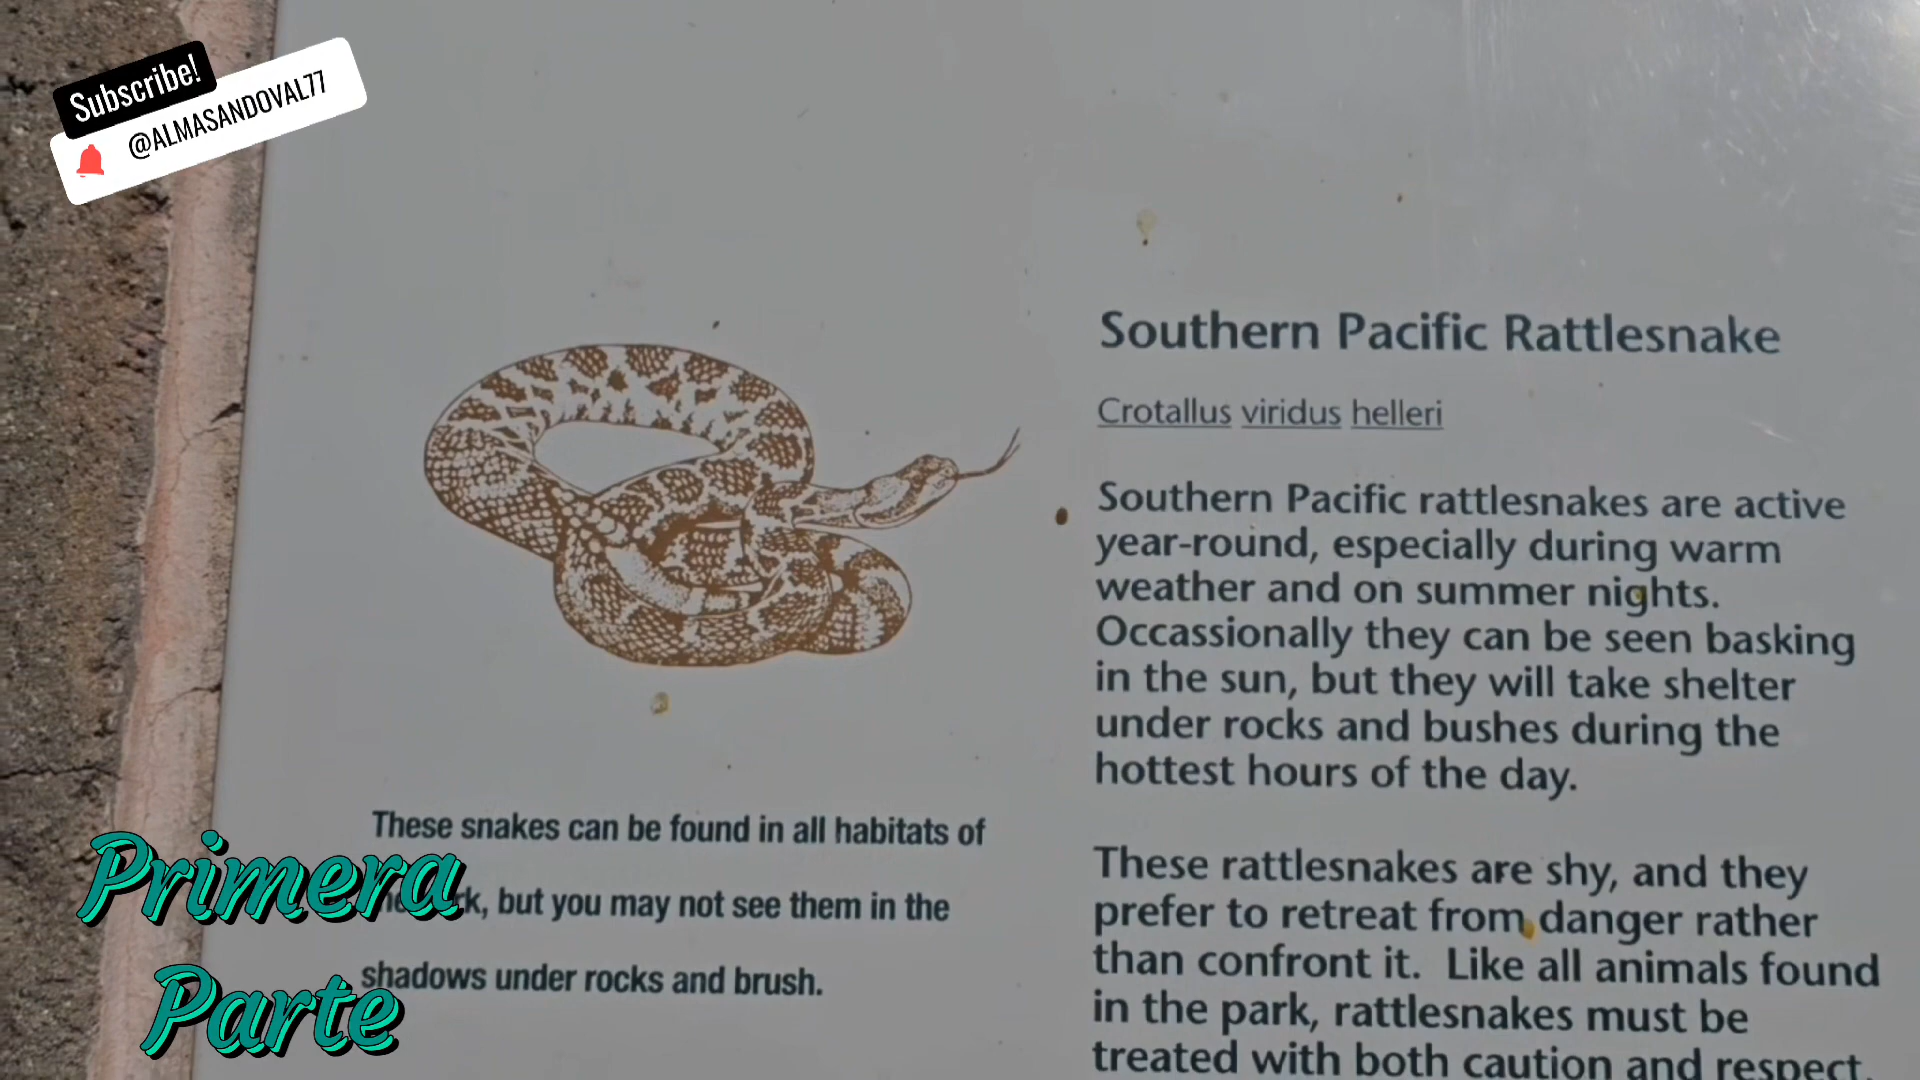 Subscribe!
@ALMASANDOVAL77
Southern Pacific Rattlesnake
Crotallus viridus helleri
Southern Pacific rattlesnakes are active
year-round, especially during warm
weather and on summer nights.
Occassionally they can be seen basking
in the sun, but they will take shelter
under rocks and bushes during the
hottest hours of the day.
These rattlesnakes are shy, and they
prefer to retreat from danger rather
than confront it. Like all animals found
in the park, rattlesnakes must be
treated with both caution and respect.
These snakes can be found in all habitats of
but you may not see them in the
shadows under rocks and brush.
Primera
Parte